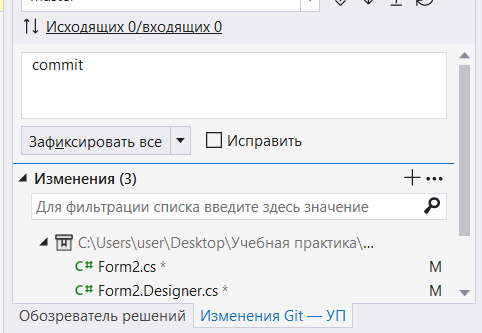 Исходящих 0/входящих 0
commit
Зафиксировать все
Исправить
Изменения (3)
Для фильтрации списка введите здесь значение
C:\Users\user\Desktop\Учебная практика\...
C# Form2.cs * M
C# Form2.Designer.cs * M
Обозреватель решений Изменения Git — УП